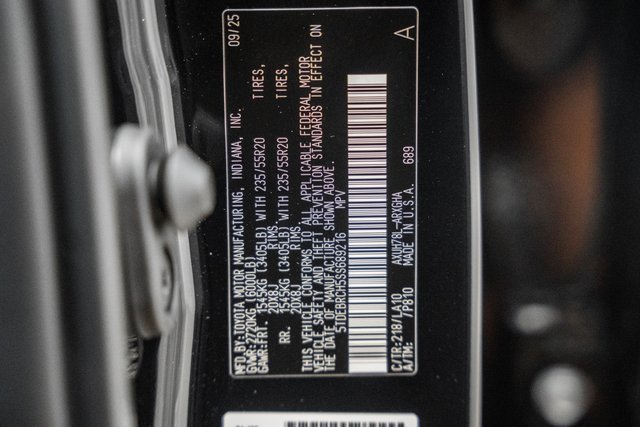 MFD.BY:TOYOTA MOTOR MANUFACTURING, INDIANA, INC. 09/25
GVWR:2720KG(6000LB)
GAWR:FRT. 1545KG (3405LB) WITH 235/55R20 TIRES,
20X8J RIMS
RR. 1545KG (3405LB) WITH 235/55R20 TIRES,
20X8J RIMS
THIS VEHICLE CONFORMS TO ALL APPLICABLE FEDERAL MOTOR
VEHICLE SAFETY AND THEFT PREVENTION STANDARDS IN EFFECT ON
THE DATE OF MANUFACTURE SHOWN ABOVE.
5TDEBRCH5SS689216 MPV
C/TR:218/LA10 AXUH78L-ARXGHA A
A/TM: 7P810 MADE IN U.S.A. 689